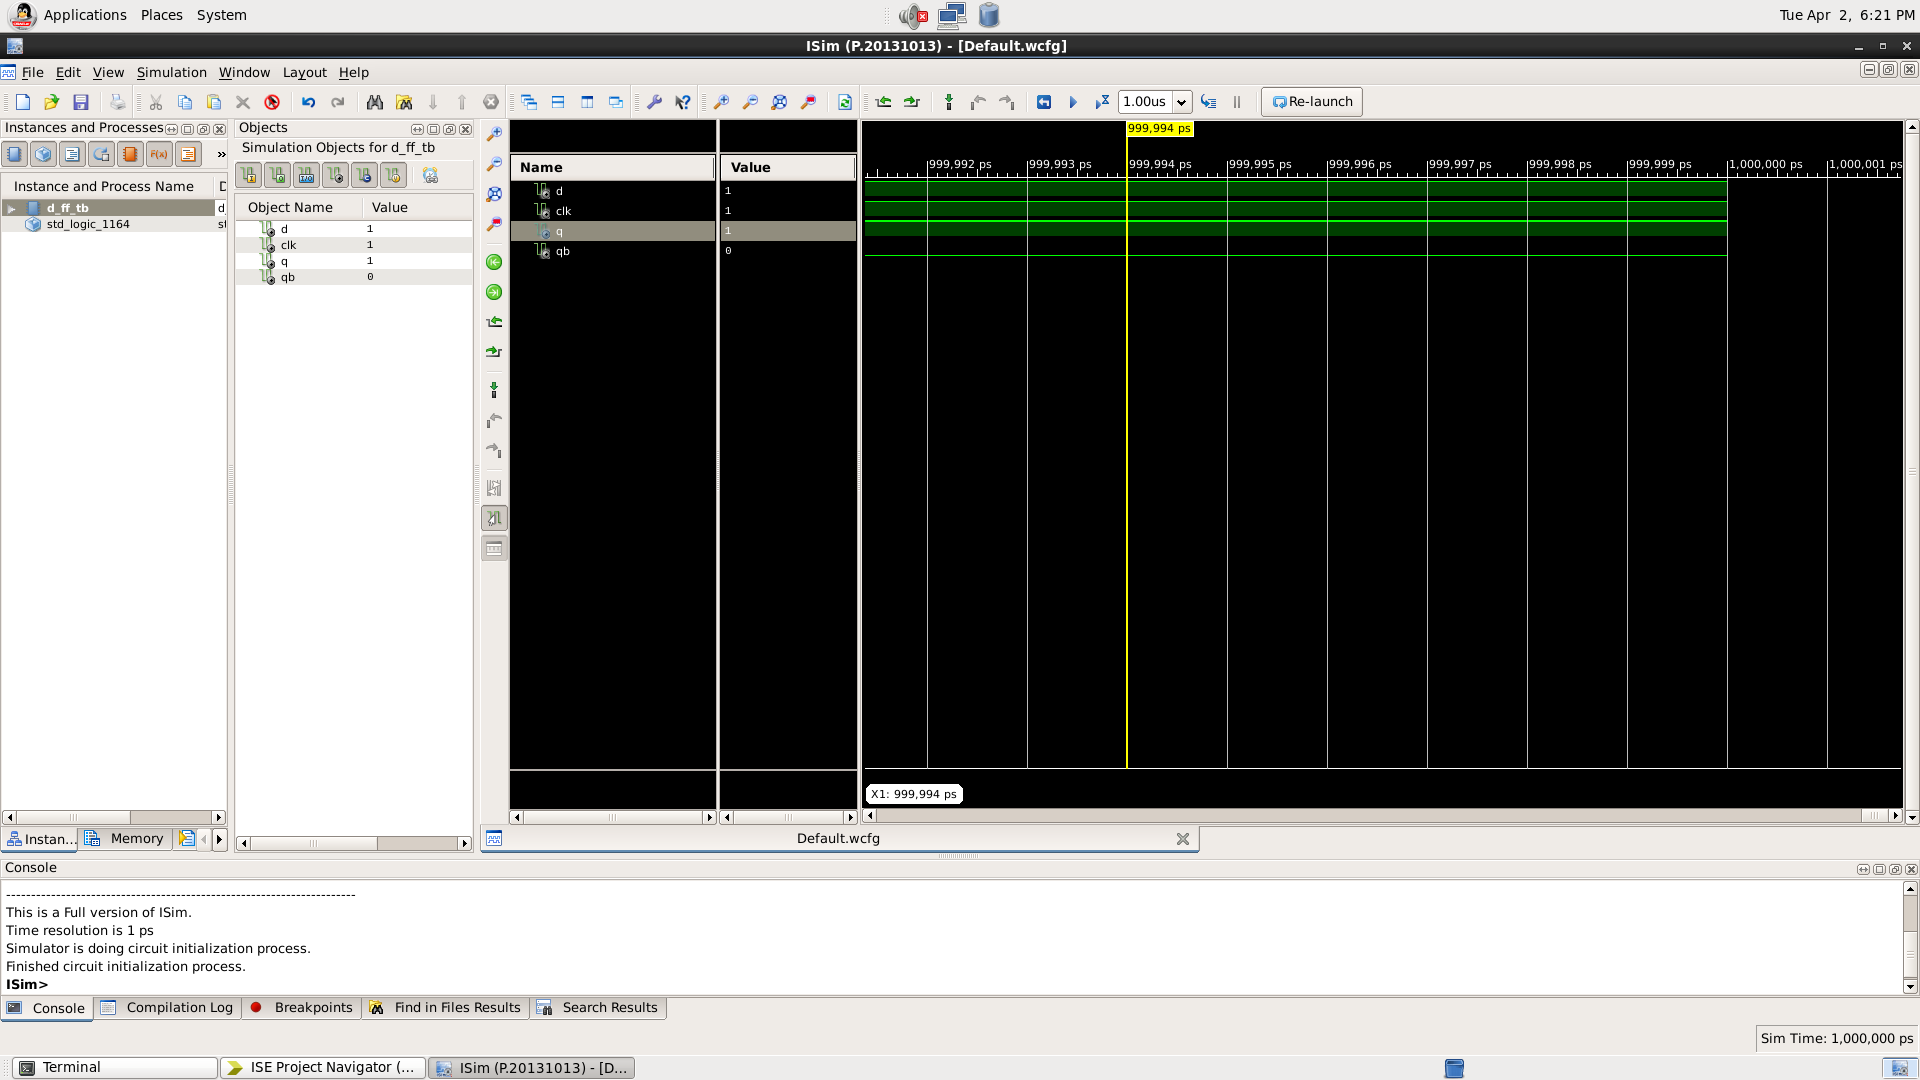 Applications Places System
Tue Apr 2, 6:21 PM
ISim (P.20131013) - [Default.wcfg]
File Edit View Simulation Window Layout Help
1.00us
Re-launch
Instances and Processes
Instance and Process Name
d_ff_tb
std_logic_1164
Instan...
Memory
Objects
Simulation Objects for d_ff_tb
Object Name Value
d 1
clk 1
q 1
qb 0
Name Value
d 1
clk 1
q 1
qb 0
999,994 ps
999,992 ps 999,993 ps 999,994 ps 999,995 ps 999,996 ps 999,997 ps 999,998 ps 999,999 ps 1,000,000 ps 1,000,001 ps
X1: 999,994 ps
Default.wcfg
Console
----------------------------------------------------------------------
This is a Full version of ISim.
Time resolution is 1 ps
Simulator is doing circuit initialization process.
Finished circuit initialization process.
ISim>
Console Compilation Log Breakpoints Find in Files Results Search Results
Sim Time: 1,000,000 ps
Terminal
ISE Project Navigator (...
ISim (P.20131013) - [D...